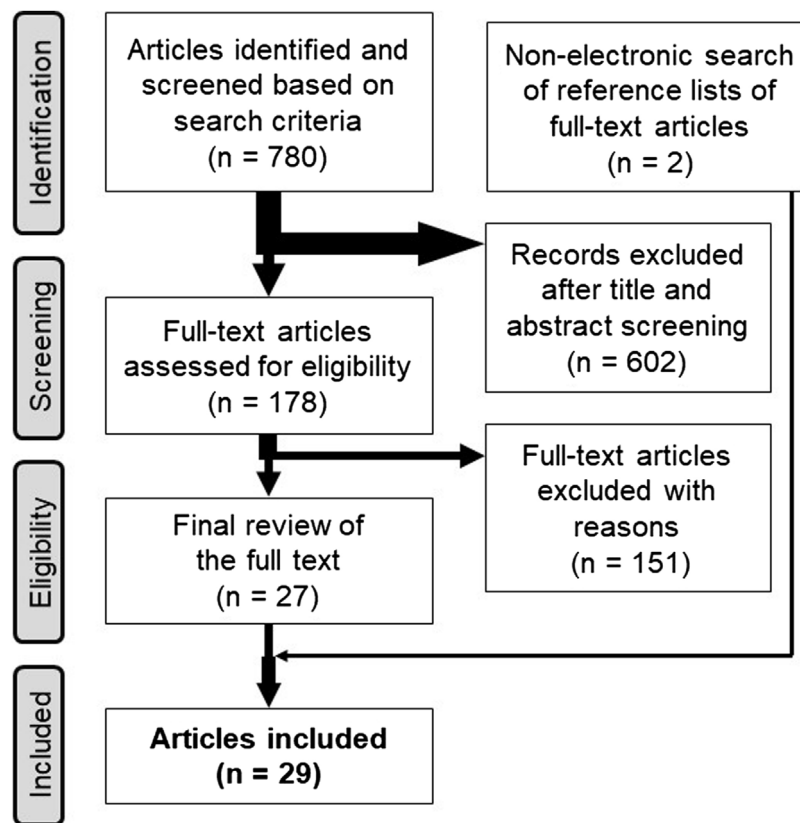 Identification
Articles identified and
screened based on
search criteria
(n = 780)
Non-electronic search
of reference lists of
full-text articles
(n = 2)
Records excluded
after title and
abstract screening
(n = 602)
Screening
Full-text articles
assessed for eligibility
(n = 178)
Full-text articles
excluded with
reasons
(n = 151)
Eligibility
Final review of
the full text
(n = 27)
Included
Articles included
(n = 29)